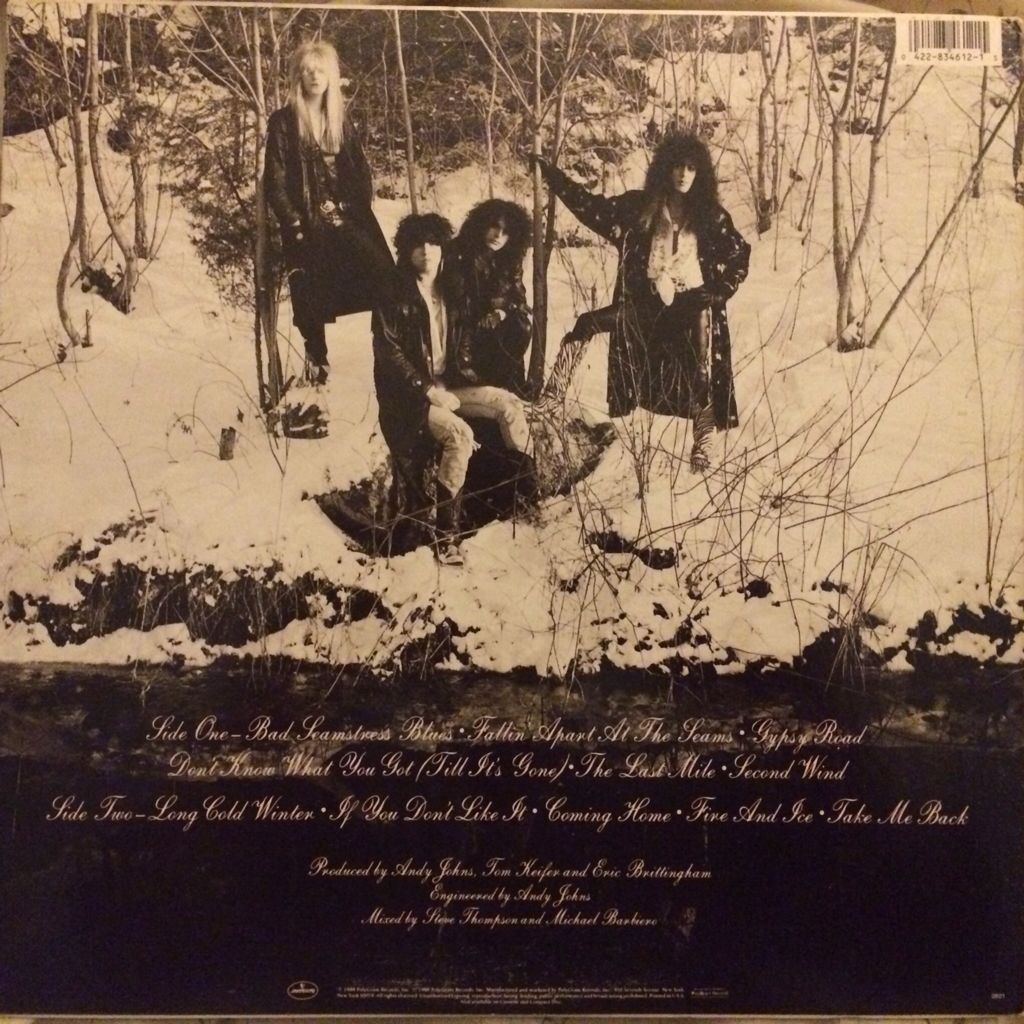 0 422-834612-1 5
Side One-Bad Seamstress Blues • Fallin Apart At The Seams • Gypsy Road
Don't Know What You Got (Till It's Gone) • The Last Mile • Second Wind
Side Two-Long Cold Winter • If You Don't Like It • Coming Home • Fire And Ice • Take Me Back
Produced by Andy Johns, Tom Keifer and Eric Brittingham
Engineered by Andy Johns
Mixed by Steve Thompson and Michael Barbiero